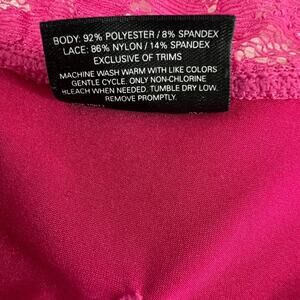 BODY: 92% POLYESTER / 8% SPANDEX
LACE: 86% NYLON / 14% SPANDEX
EXCLUSIVE OF TRIMS
MACHINE WASH WARM WITH LIKE COLORS
GENTLE CYCLE. ONLY NON-CHLORINE
BLEACH WHEN NEEDED. TUMBLE DRY LOW.
REMOVE PROMPTLY.